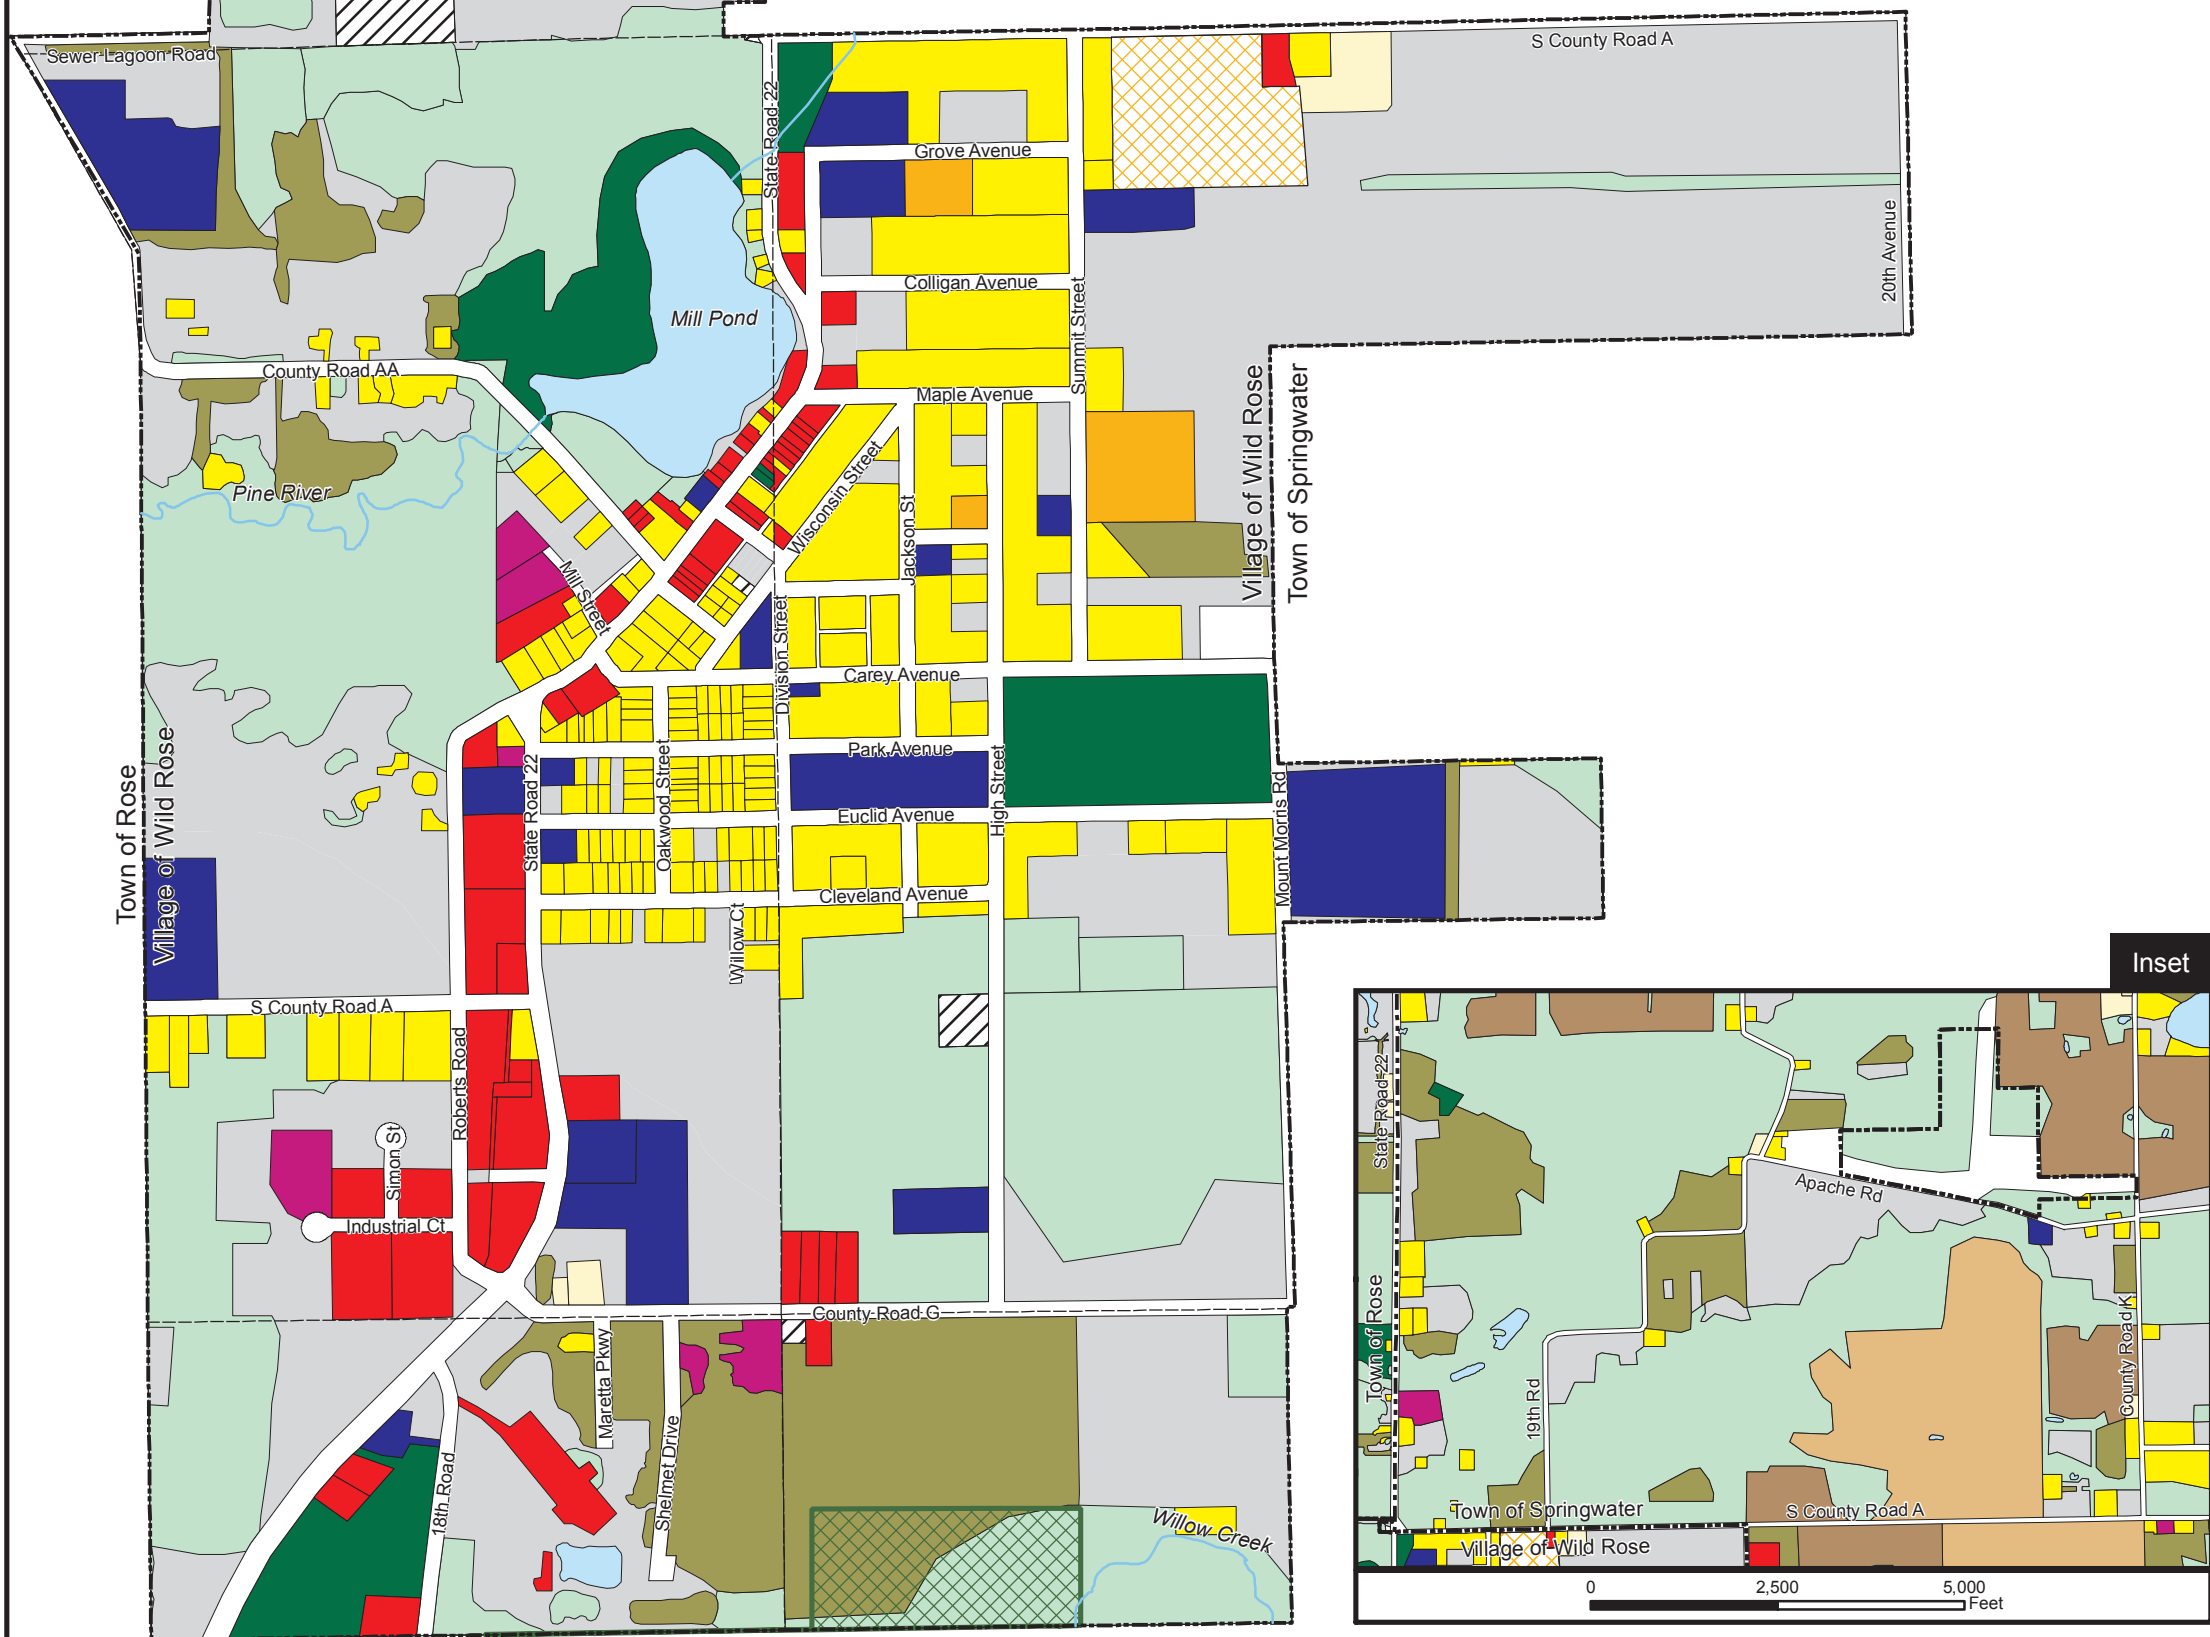 Sewer Lagoon Road
S County Road A
State Road 22
Grove Avenue
20th Avenue
Colligan Avenue
Summit Street
Mill Pond
County Road AA
Maple Avenue
Village of Wild Rose
Town of Springwater
Wisconsin Street
Pine River
Jackson St
Mill Street
Division Street
Carey Avenue
Town of Rose
Village of Wild Rose
State Road 22
Oakwood Street
Park Avenue
High Street
Mount Morris Rd
Euclid Avenue
Cleveland Avenue
Willow Ct
Inset
S County Road A
Roberts Road
Simon St
Industrial Ct
County Road G
Maretta Pkwy
Shelmet Drive
18th Road
Willow Creek
State Road 22
Apache Rd
Town of Rose
19th Rd
County Road K
Town of Springwater
S County Road A
Village of Wild Rose
0 2,500 5,000
Feet